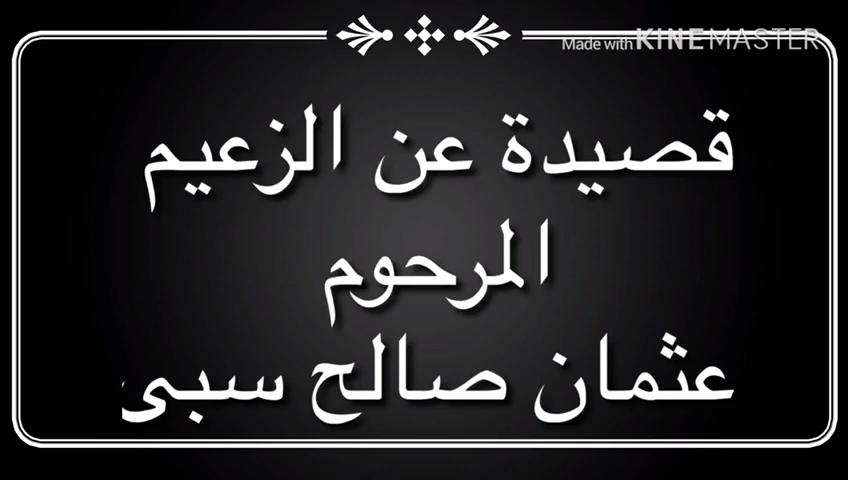 Made with KINEMASTER
قصيدة عن الزعيم
المرحوم
عثمان صالح سبى